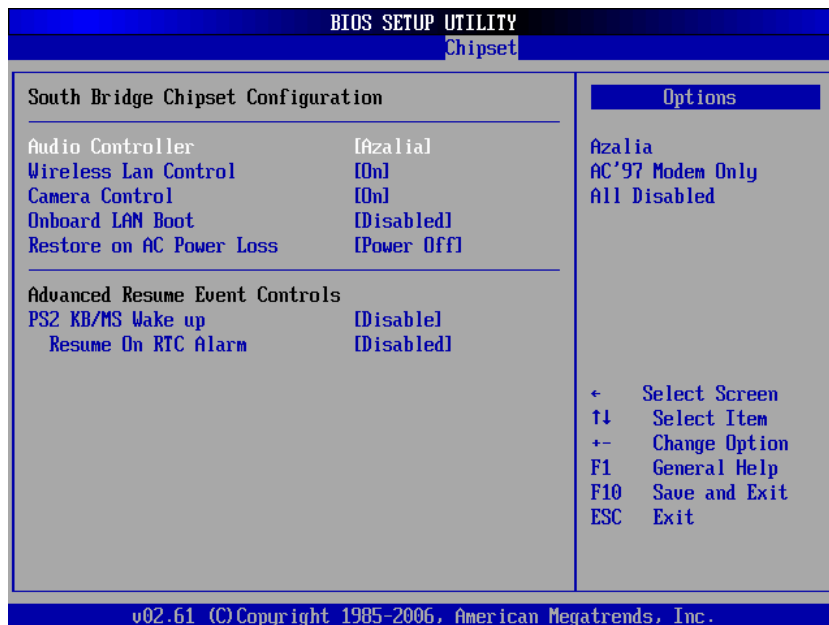 BIOS SETUP UTILITY
Chipset
South Bridge Chipset Configuration
Audio Controller [Azalia]
Wireless Lan Control [On]
Camera Control [On]
Onboard LAN Boot [Disabled]
Restore on AC Power Loss [Power Off]
Advanced Resume Event Controls
PS2 KB/MS Wake up [Disable]
Resume On RTC Alarm [Disabled]
Options
Azalia
AC'97 Modem Only
All Disabled
← Select Screen
↑↓ Select Item
+- Change Option
F1 General Help
F10 Save and Exit
ESC Exit
v02.61 (C)Copyright 1985-2006, American Megatrends, Inc.